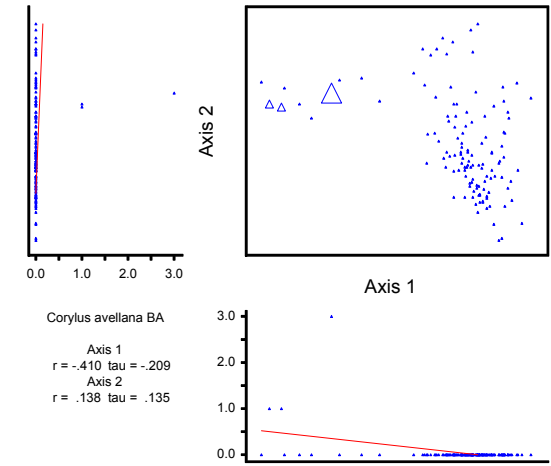 Axis 2
0.0 1.0 2.0 3.0
Axis 1
Corylus avellana BA
Axis 1
r = -.410 tau = -.209
Axis 2
r = .138 tau = .135
3.0
2.0
1.0
0.0